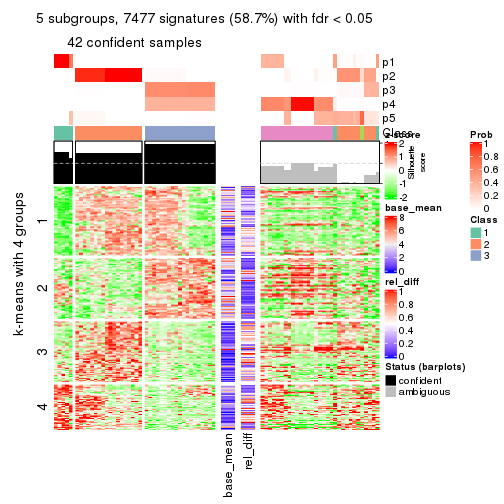 5 subgroups, 7477 signatures (58.7%) with fdr < 0.05
42 confident samples
p1
p2
p3
p4
p5
Class
z-score
2
1
0
-1
-2
Silhouette
score
base_mean
8
6
4
2
0
rel_diff
1
0.8
0.6
0.4
0.2
0
Status (barplots)
confident
ambiguous
Prob
1
0.8
0.6
0.4
0.2
0
Class
1
2
3
k-means with 4 groups
1
2
3
4
base_mean
rel_diff